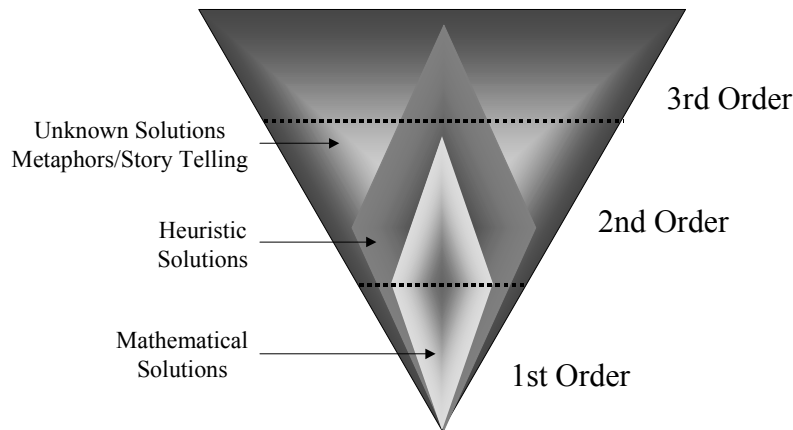 3rd Order
Unknown Solutions
Metaphors/Story Telling
2nd Order
Heuristic
Solutions
Mathematical
Solutions
1st Order